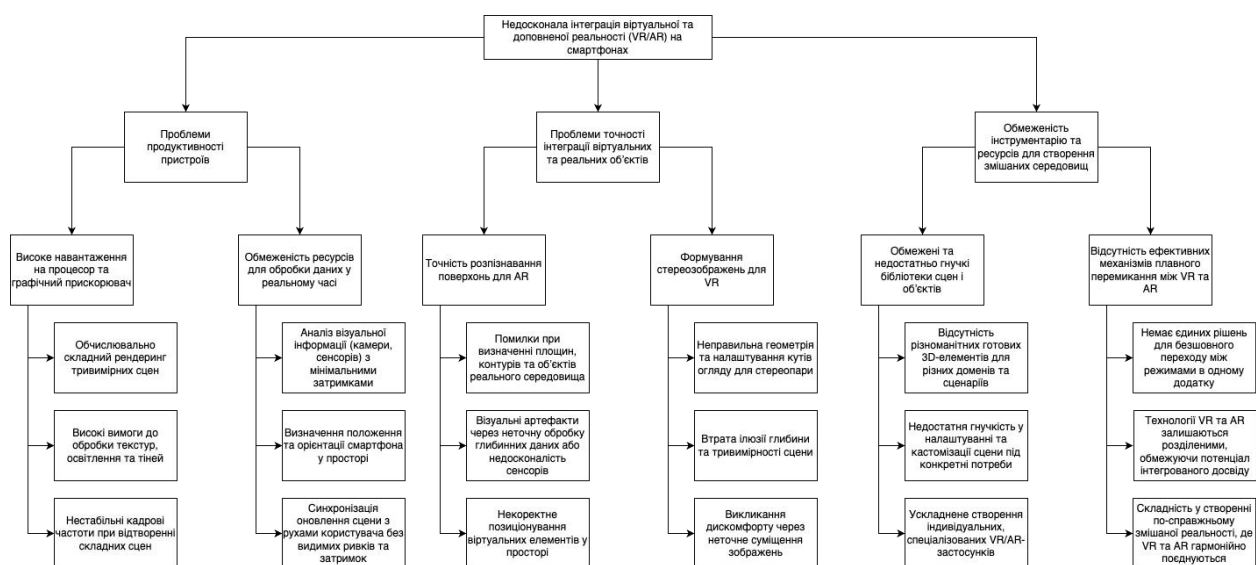 Недосконала інтеграція віртуальної та
доповненої реальності (VR/AR) на
смартфонах
Проблеми
продуктивності
пристроїв
Проблеми точності
інтеграції віртуальних
та реальних об'єктів
Обмеженість
інструментарію та
ресурсів для створення
змішаних середовищ
Високе навантаження
на процесор та
графічний прискорювач
Обмеженість ресурсів
для обробки даних у
реальному часі
Точність розпізнавання
поверхонь для AR
Формування
стереозображень для
VR
Обмежені та
недостатньо гнучкі
бібліотеки сцен і
об'єктів
Відсутність ефективних
механізмів плавного
перемикання між VR та
AR
Обчислювально
складний рендеринг
тривимірних сцен
Аналіз візуальної
інформації (камери,
сенсорів) з
мінімальними
затримками
Помилки при
визначенні площин,
контурів та об'єктів
реального середовища
Неправильна геометрія
та налаштування кутів
огляду для стереопари
Відсутність
різноманітних готових
3D-елементів для
різних доменів та
сценаріїв
Немає єдиних рішень
для безшовного
переходу між
режимами в одному
додатку
Високі вимоги до
обробки текстур,
освітлення та тіней
Визначення положення
та орієнтації смартфона
у просторі
Візуальні артефакти
через неточну обробку
глибинних даних або
недосконалість
сенсорів
Втрата ілюзії глибини
та тривимірності сцени
Недостатня гнучкість у
налаштуванні та
кастомізації сцени під
конкретні потреби
Технології VR та AR
залишаються
розділеними,
обмежуючи потенціал
інтегрованого досвіду
Нестабільні кадрові
частоти при відтворенні
складних сцен
Синхронізація
оновлення сцени з
рухами користувача без
видимих ривків та
затримок
Некоректне
позиціонування
віртуальних елементів у
просторі
Викликання
дискомфорту через
неточне суміщення
зображень
Ускладнене створення
індивідуальних,
спеціалізованих VR/AR-
застосунків
Складність у створенні
по-справжньому
змішаної реальності, де
VR та AR гармонійно
поєднуються